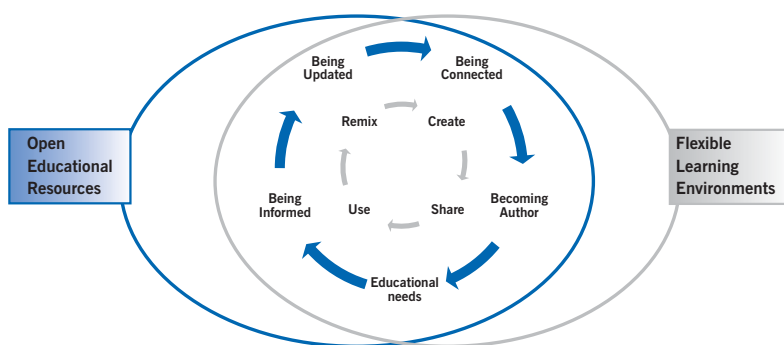 Being
Updated
Being
Connected
Remix
Create
Open
Educational
Resources
Flexible
Learning
Environments
Being
Informed
Use
Share
Becoming
Author
Educational
needs